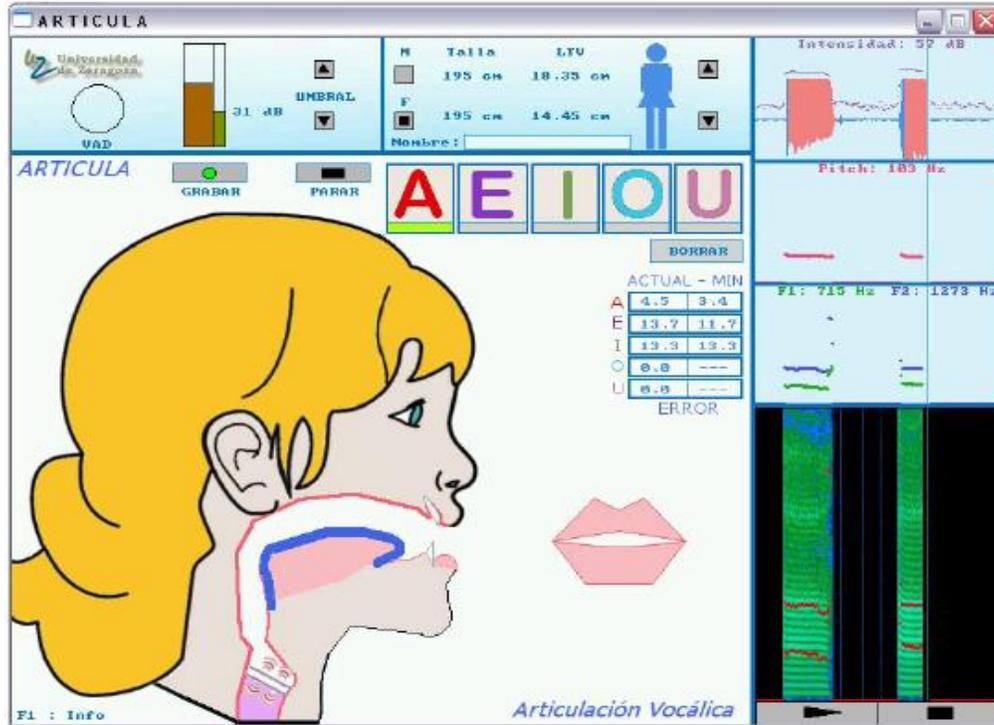 ARTICULA
Universidad
de Zaragoza
VAD
31 dB
UMBRAL
M Talla LTV
195 cm 18.35 cm
F
195 cm 14.45 cm
Nombre:
Intensidad: 57 dB
ARTICULA
GRABAR
PARAR
A E I O U
BORRAR
ACTUAL - MIN
A 4.5 3.4
E 13.7 11.7
I 13.3 13.3
O 0.0 ---
U 0.0 ---
ERROR
Pitch: 183 Hz
F1: 715 Hz F2: 1273 Hz
F1 : Info
Articulación Vocálica